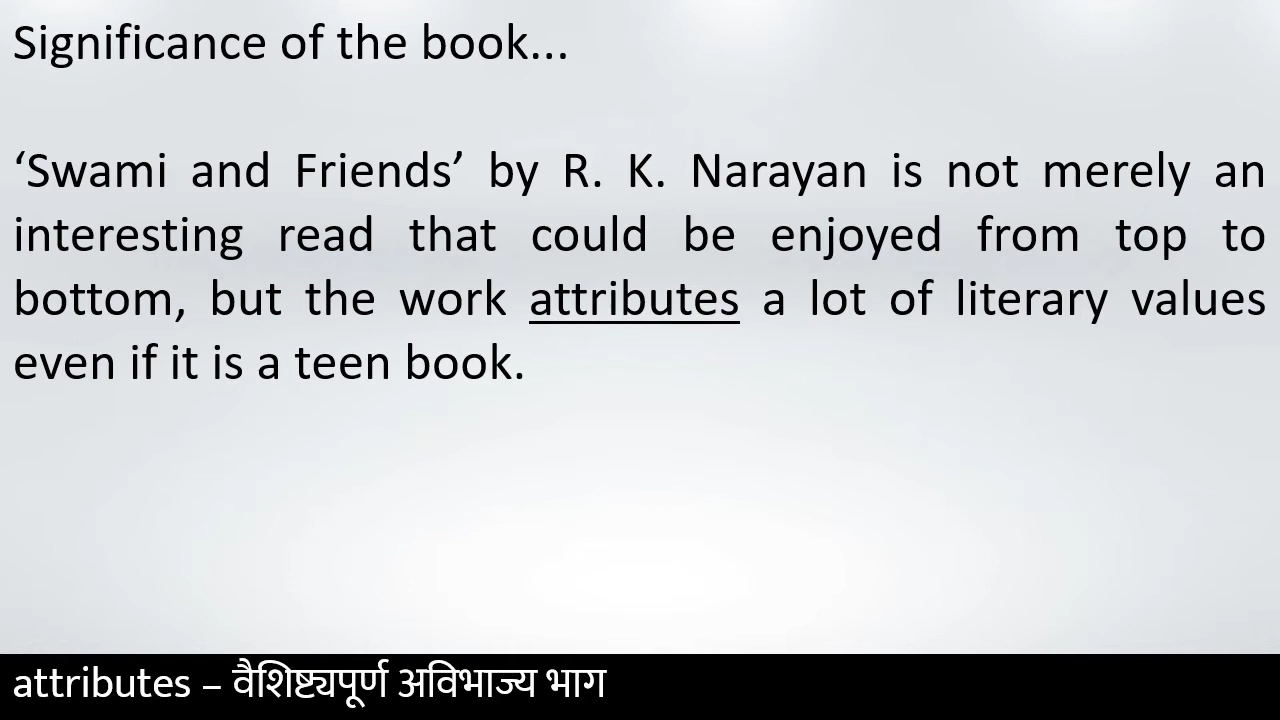 Significance of the book...
‘Swami and Friends’ by R. K. Narayan is not merely an
interesting read that could be enjoyed from top to
bottom, but the work attributes a lot of literary values
even if it is a teen book.
attributes – वैशिष्ट्यपूर्ण अविभाज्य भाग